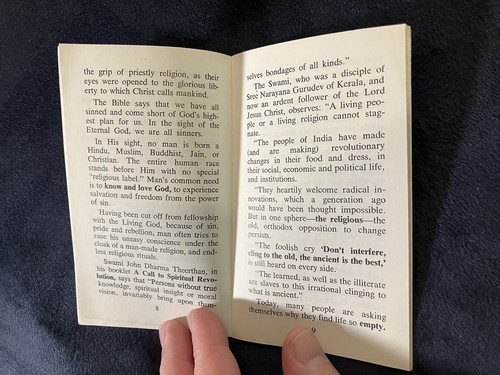 the grip of priestly religion, as their
eyes were opened to the glorious lib-
erty to which Christ calls mankind.
The Bible says that we have all
sinned and come short of God's high-
est plan for us. In the sight of the
Eternal God, we are all sinners.
In His sight, no man is born a
Hindu, Muslim, Buddhist, Jain, or
Christian. The entire human race
stands before Him with no special
"religious label." Man's common need
is to know and love God, to experience
salvation and freedom from the power
of sin.
Having been cut off from fellowship
with the Living God, because of sin,
pride and rebellion, man often tries to
ease his uneasy conscience under the
cloak of a man-made religion, and end-
less religious rituals.
Swami John Dharma Theerthan, in
his booklet A Call to Spiritual Revo-
lution, says that "Persons without true
knowledge, spiritual insight or moral
vision, invariably bring upon them-
8
selves bondages of all kinds."
The Swami, who was a disciple of
Sree Narayana Gurudev of Kerala, and
now an ardent follower of the Lord
Jesus Christ, observes: "A living peo-
ple or a living religion cannot stag-
nate.
"The people of India have made
(and are making) revolutionary
changes in their food and dress, in
their social, economic and political life,
and institutions.
"They heartily welcome radical in-
novations, which a generation ago
would have been thought impossible.
But in one sphere—the religious—the
old, orthodox opposition to change
persists.
"The foolish cry 'Don't interfere,
cling to the old, the ancient is the best,'
is still heard on every side.
"The learned, as well as the illiterate
are slaves to this irrational clinging to
what is ancient."
Today, many people are asking
themselves why they find life so empty.
9